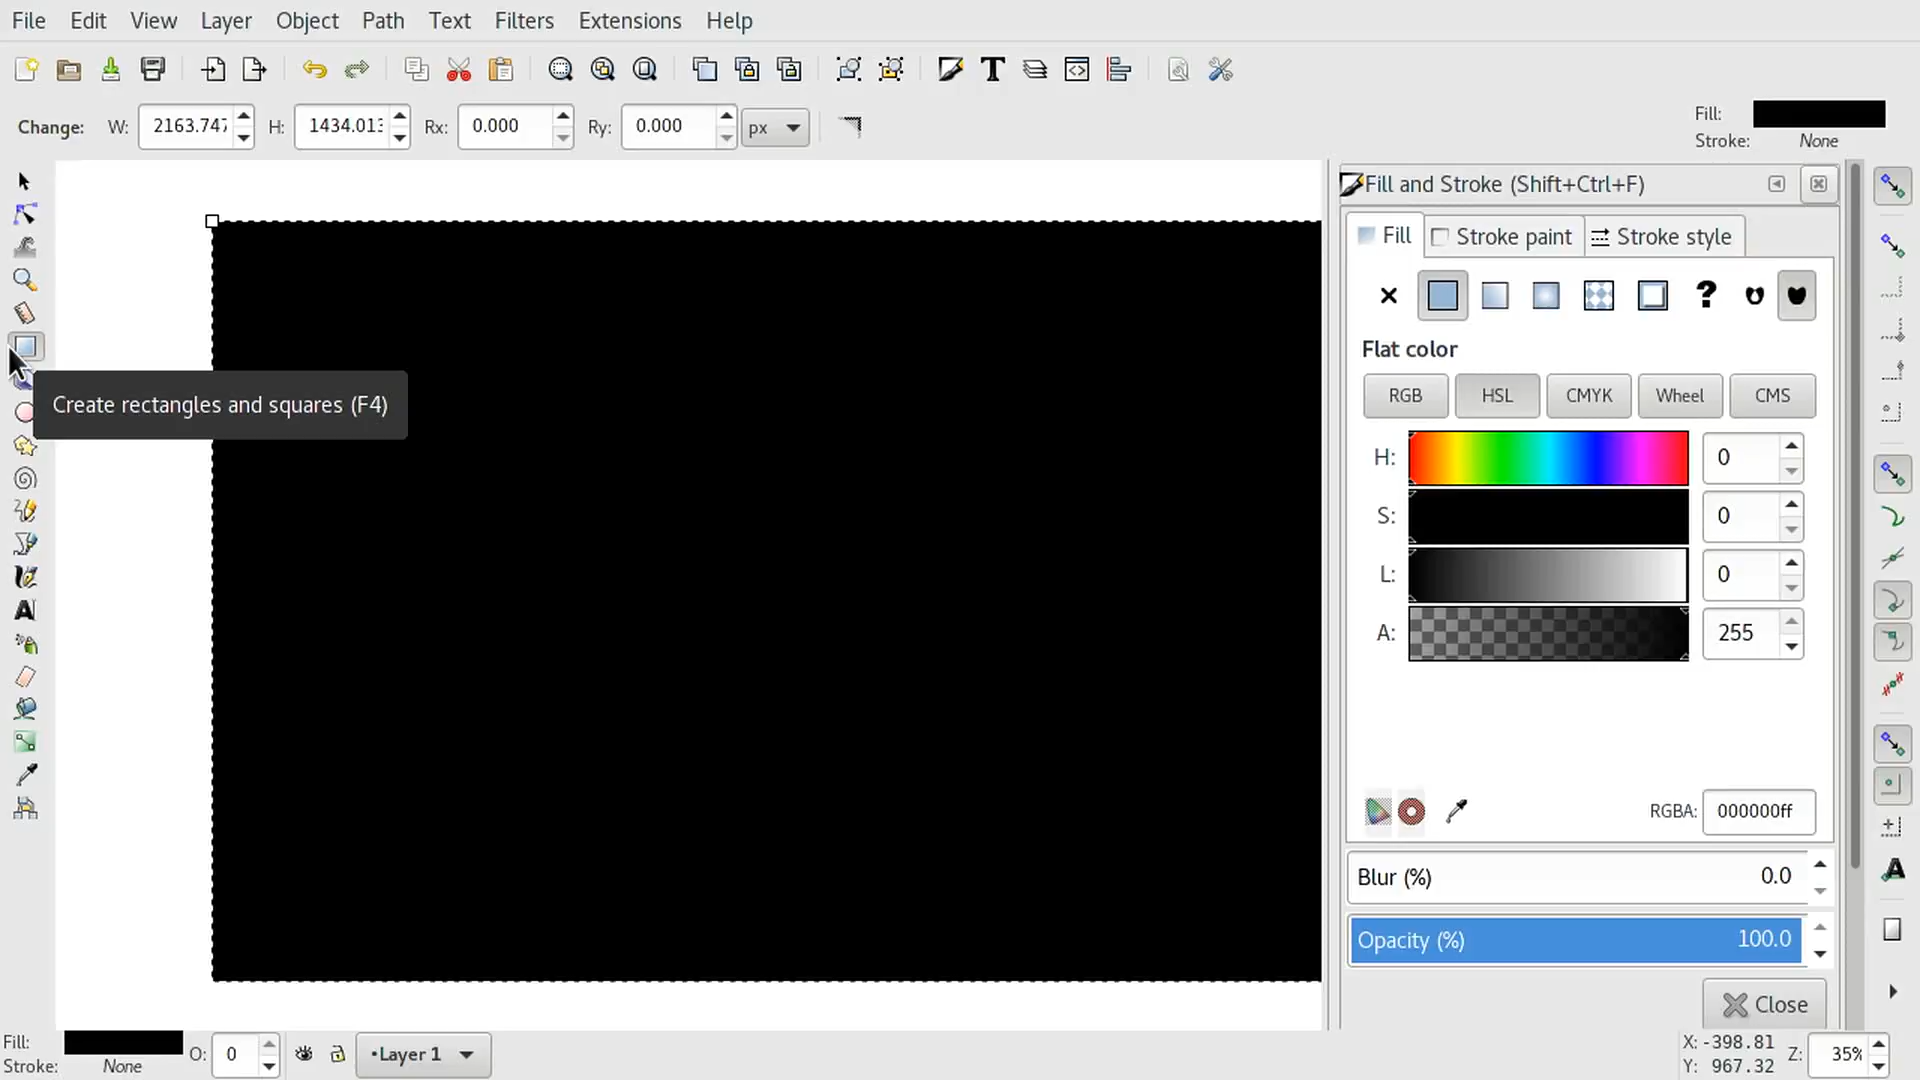 File Edit View Layer Object Path Text Filters Extensions Help
Change: W: 2163.747 H: 1434.013 Rx: 0.000 Ry: 0.000 px
Fill:
Stroke: None
Fill and Stroke (Shift+Ctrl+F)
Fill Stroke paint Stroke style
Flat color
RGB HSL CMYK Wheel CMS
Create rectangles and squares (F4)
H: 0
S: 0
L: 0
A: 255
RGBA: 000000ff
Blur (%) 0.0
Opacity (%) 100.0
Close
Fill:
Stroke: None
O: 0
Layer 1
X: -398.81
Y: 967.32
Z: 35%